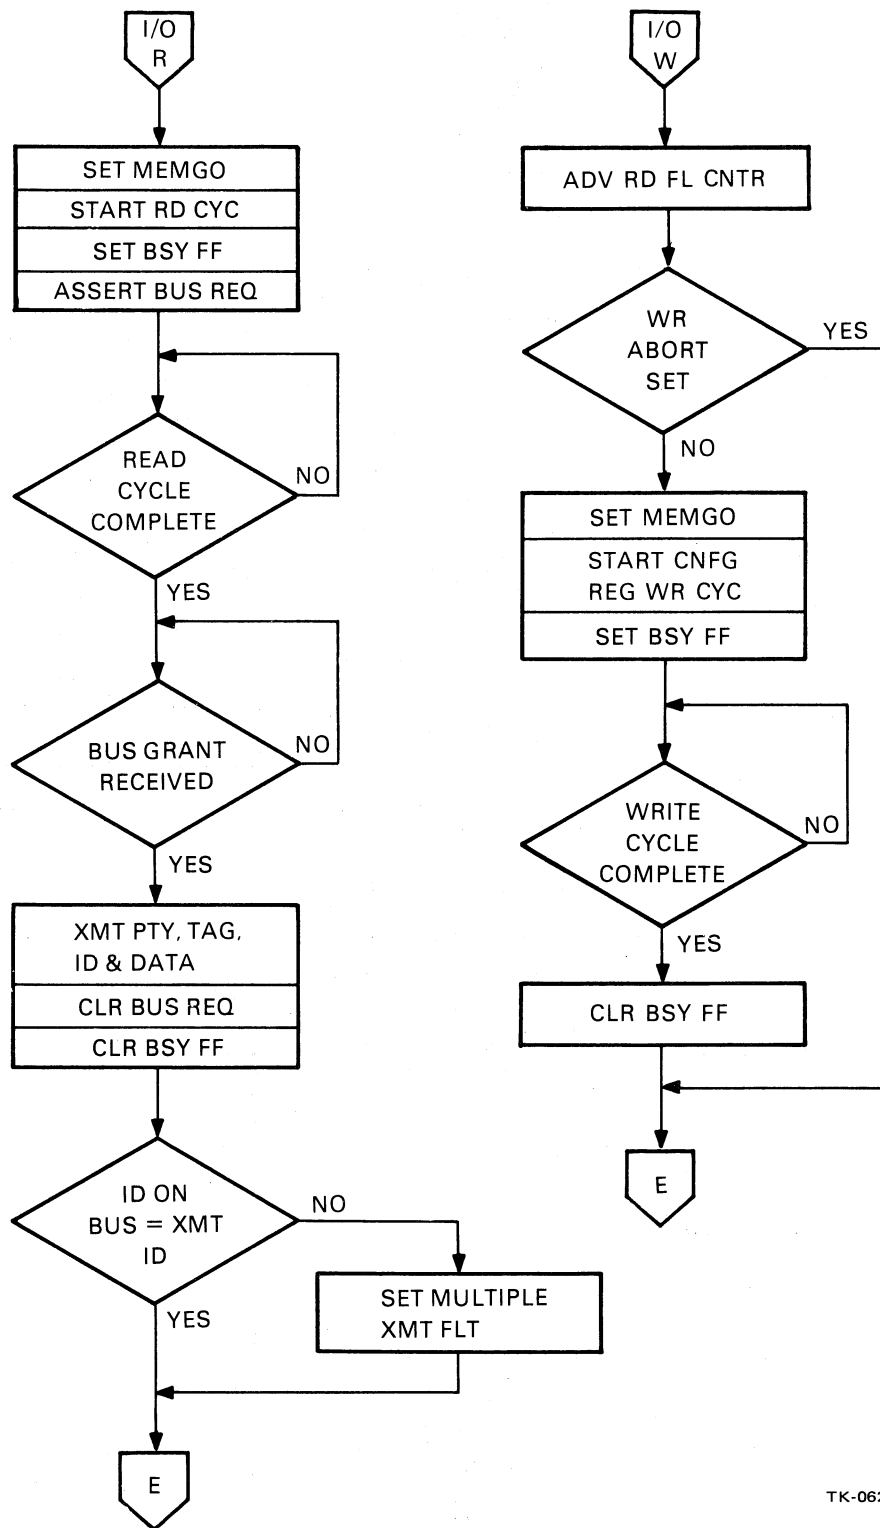 I/O
R
SET MEMGO
START RD CYC
SET BSY FF
ASSERT BUS REQ
READ
CYCLE
COMPLETE
NO
YES
BUS GRANT
RECEIVED
NO
YES
XMT PTY, TAG,
ID & DATA
CLR BUS REQ
CLR BSY FF
ID ON
BUS = XMT
ID
NO
YES
SET MULTIPLE
XMT FLT
E
I/O
W
ADV RD FL CNTR
WR
ABORT
SET
YES
NO
SET MEMGO
START CNFG
REG WR CYC
SET BSY FF
WRITE
CYCLE
COMPLETE
NO
YES
CLR BSY FF
E